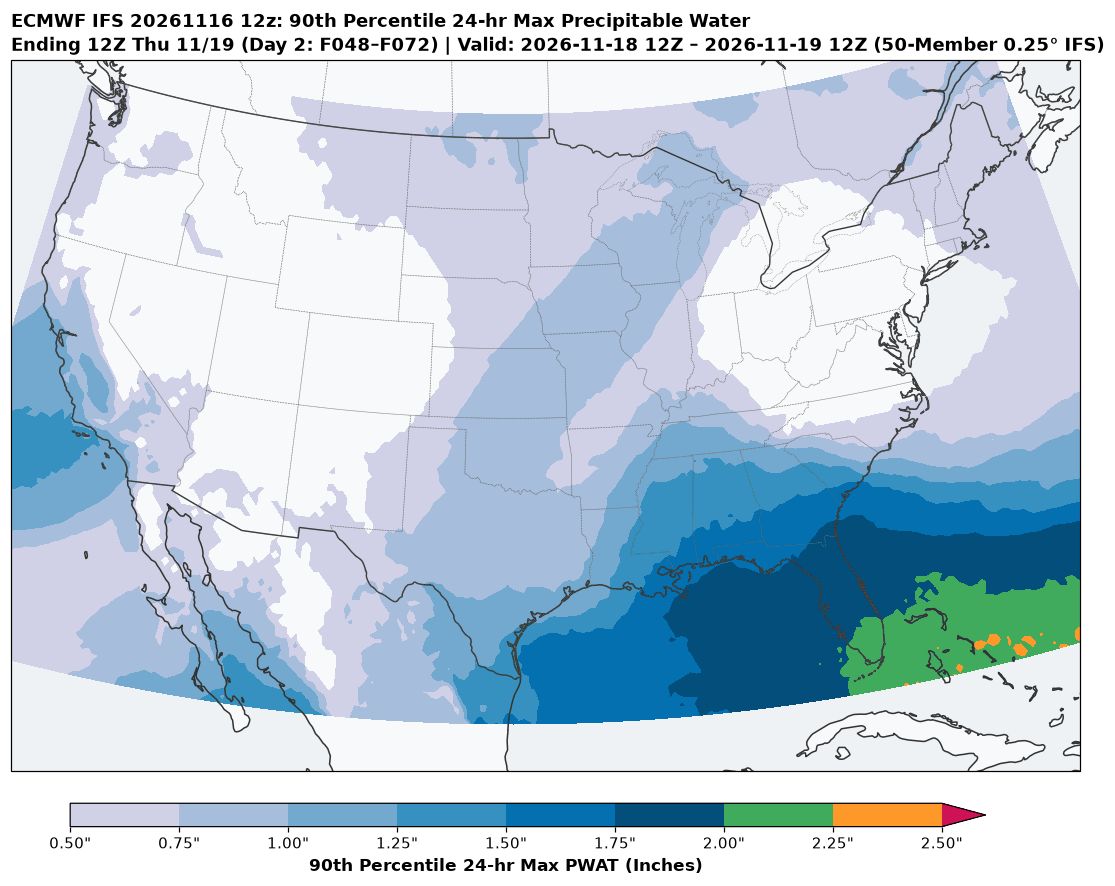 ECMWF IFS 20261116 12z: 90th Percentile 24-hr Max Precipitable Water
Ending 12Z Thu 11/19 (Day 2: F048–F072) | Valid: 2026-11-18 12Z – 2026-11-19 12Z (50-Member 0.25° IFS)
0.50" 0.75" 1.00" 1.25" 1.50" 1.75" 2.00" 2.25" 2.50"
90th Percentile 24-hr Max PWAT (Inches)